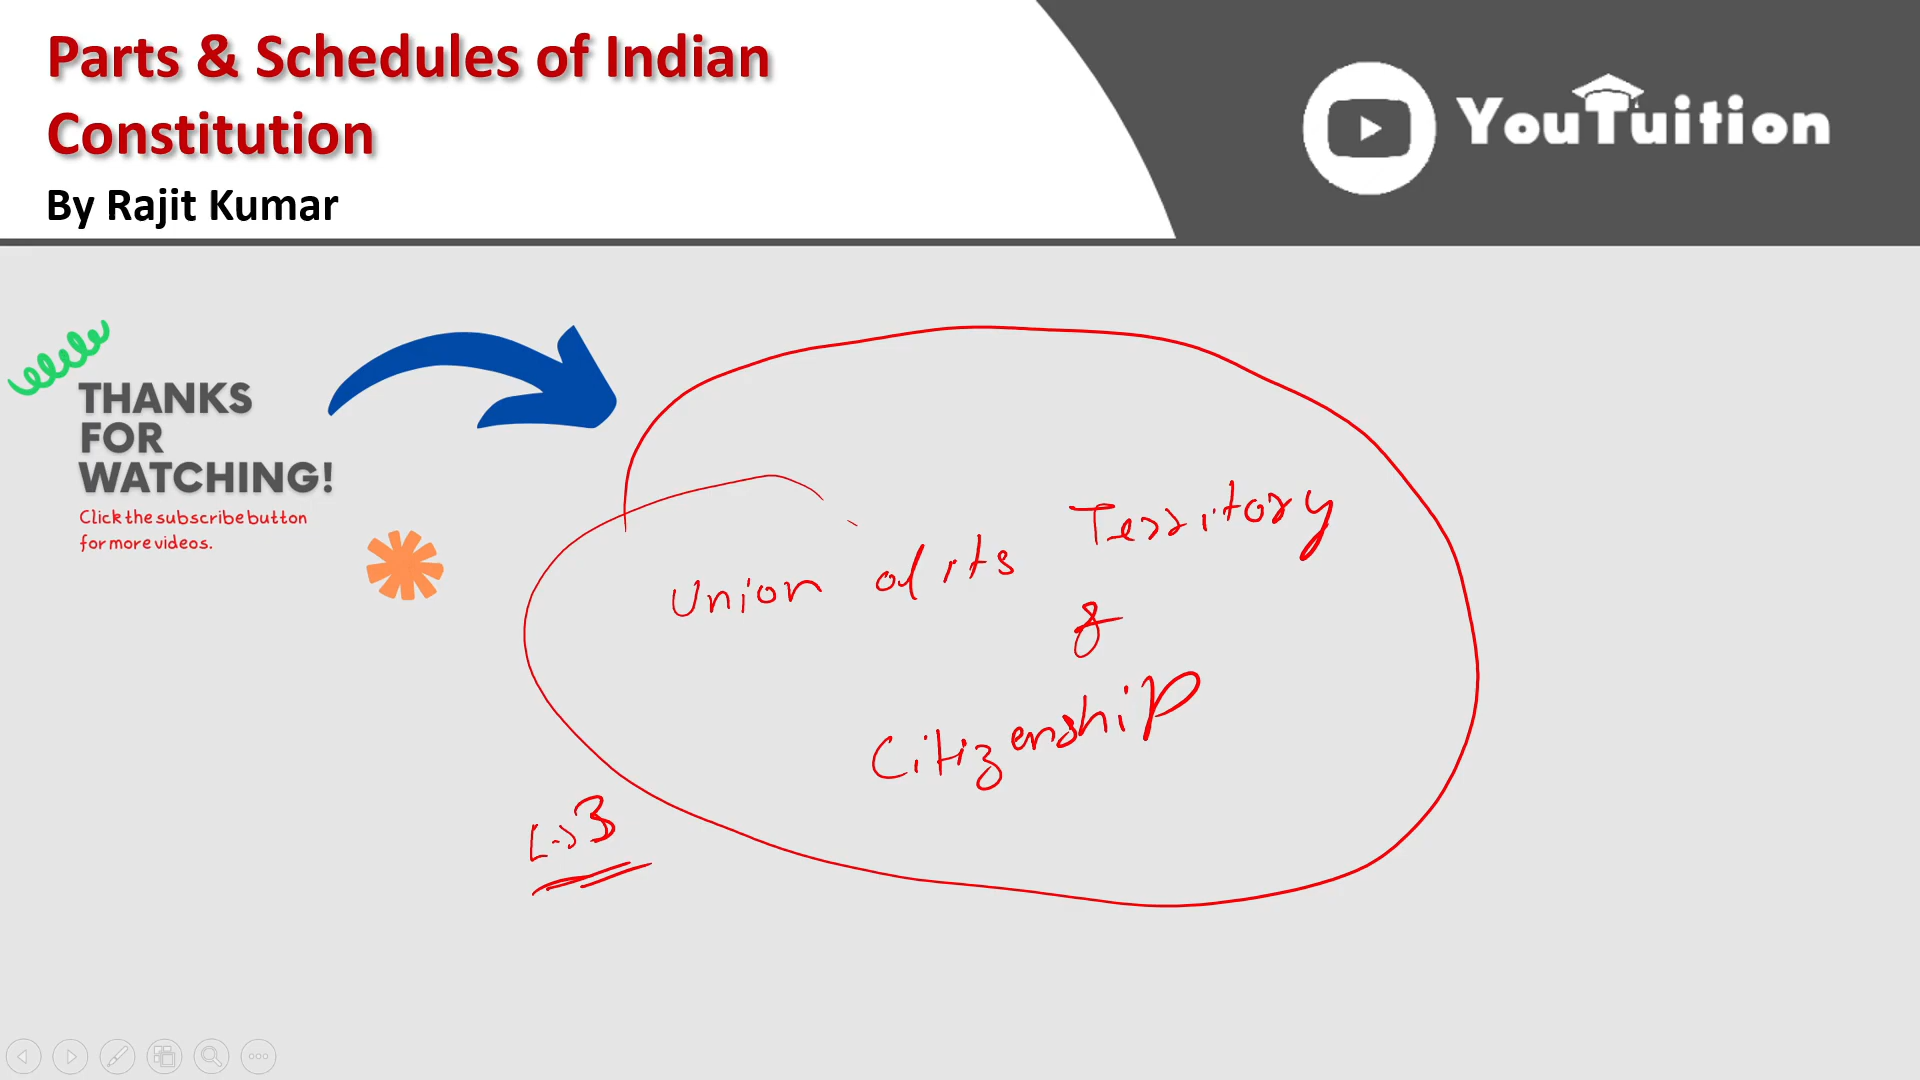 Parts & Schedules of Indian
Constitution
By Rajit Kumar
YouTuition
THANKS
FOR
WATCHING!
Click the subscribe button
for more videos.
Union of its Territory
&
Citizenship
L→3